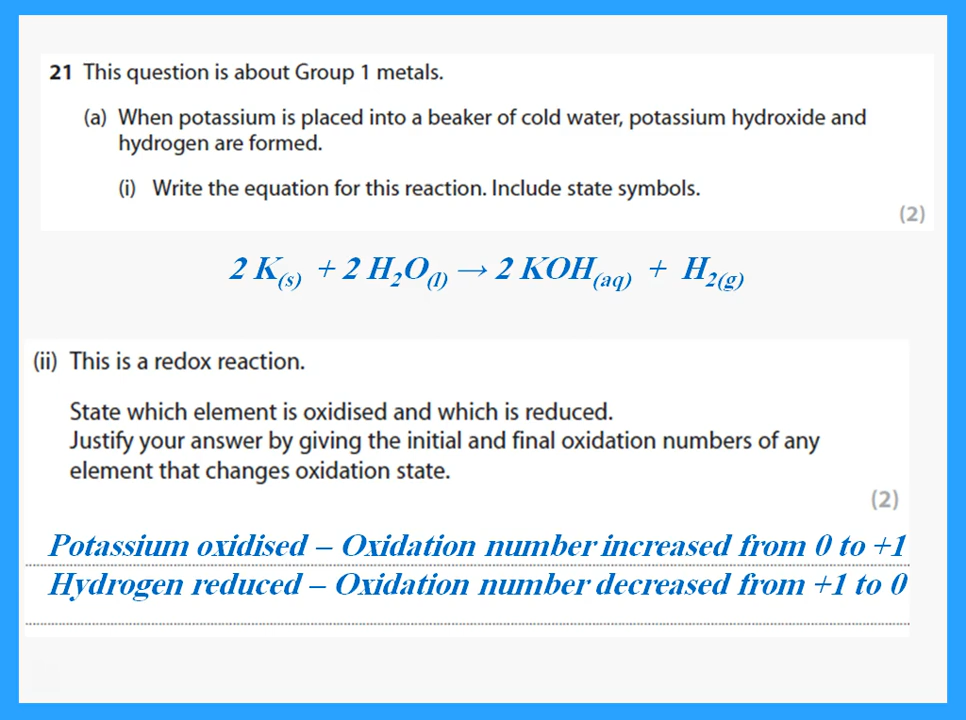 21 This question is about Group 1 metals.
(a) When potassium is placed into a beaker of cold water, potassium hydroxide and
hydrogen are formed.
(i) Write the equation for this reaction. Include state symbols.
(2)
2 K(s) + 2 H₂O(l) → 2 KOH(aq) + H₂(g)
(ii) This is a redox reaction.
State which element is oxidised and which is reduced.
Justify your answer by giving the initial and final oxidation numbers of any
element that changes oxidation state.
(2)
Potassium oxidised – Oxidation number increased from 0 to +1
Hydrogen reduced – Oxidation number decreased from +1 to 0